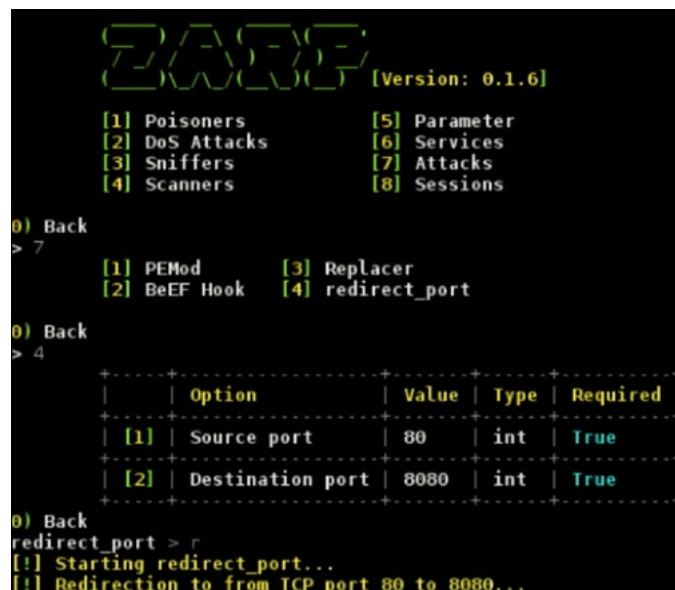 ZARP [Version: 0.1.6]
[1] Poisoners [5] Parameter
[2] DoS Attacks [6] Services
[3] Sniffers [7] Attacks
[4] Scanners [8] Sessions
0) Back
> 7
[1] PEMod [3] Replacer
[2] BeEF Hook [4] redirect_port
0) Back
> 4
Option | Value | Type | Required
[1] | Source port | 80 | int | True
[2] | Destination port | 8080 | int | True
0) Back
redirect_port > r
[!] Starting redirect_port...
[!] Redirection to from TCP port 80 to 8080...